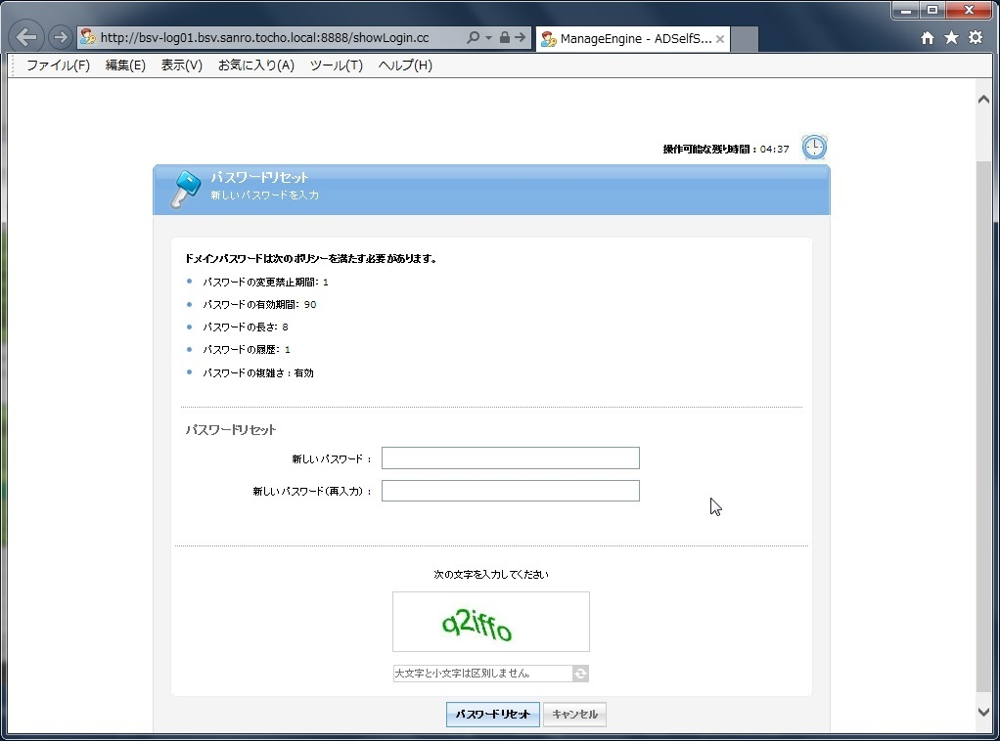 http://bsv-log01.bsv.sanro.tocho.local:8888/showLogin.cc
ManageEngine - ADSelfS...
ファイル(F) 編集(E) 表示(V) お気に入り(A) ツール(T) ヘルプ(H)
操作可能な残り時間 : 04:37
パスワードリセット
新しいパスワードを入力
ドメインパスワードは次のポリシーを満たす必要があります。
パスワードの変更禁止期間: 1
パスワードの有効期間: 90
パスワードの長さ: 8
パスワードの履歴: 1
パスワードの複雑さ : 有効
パスワードリセット
新しいパスワード :
新しいパスワード(再入力) :
次の文字を入力してください
q2iffo
大文字と小文字は区別しません。
パスワードリセット キャンセル